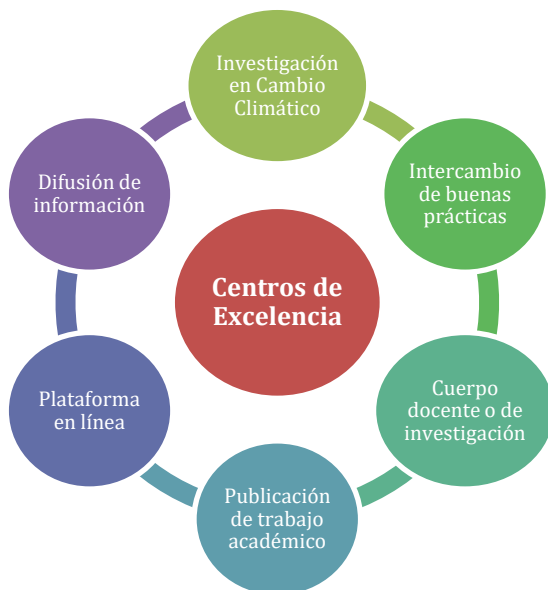 Investigación
en Cambio
Climático
Intercambio
de buenas
prácticas
Cuerpo
docente o de
investigación
Publicación
de trabajo
académico
Plataforma
en línea
Difusión de
información
Centros de
Excelencia